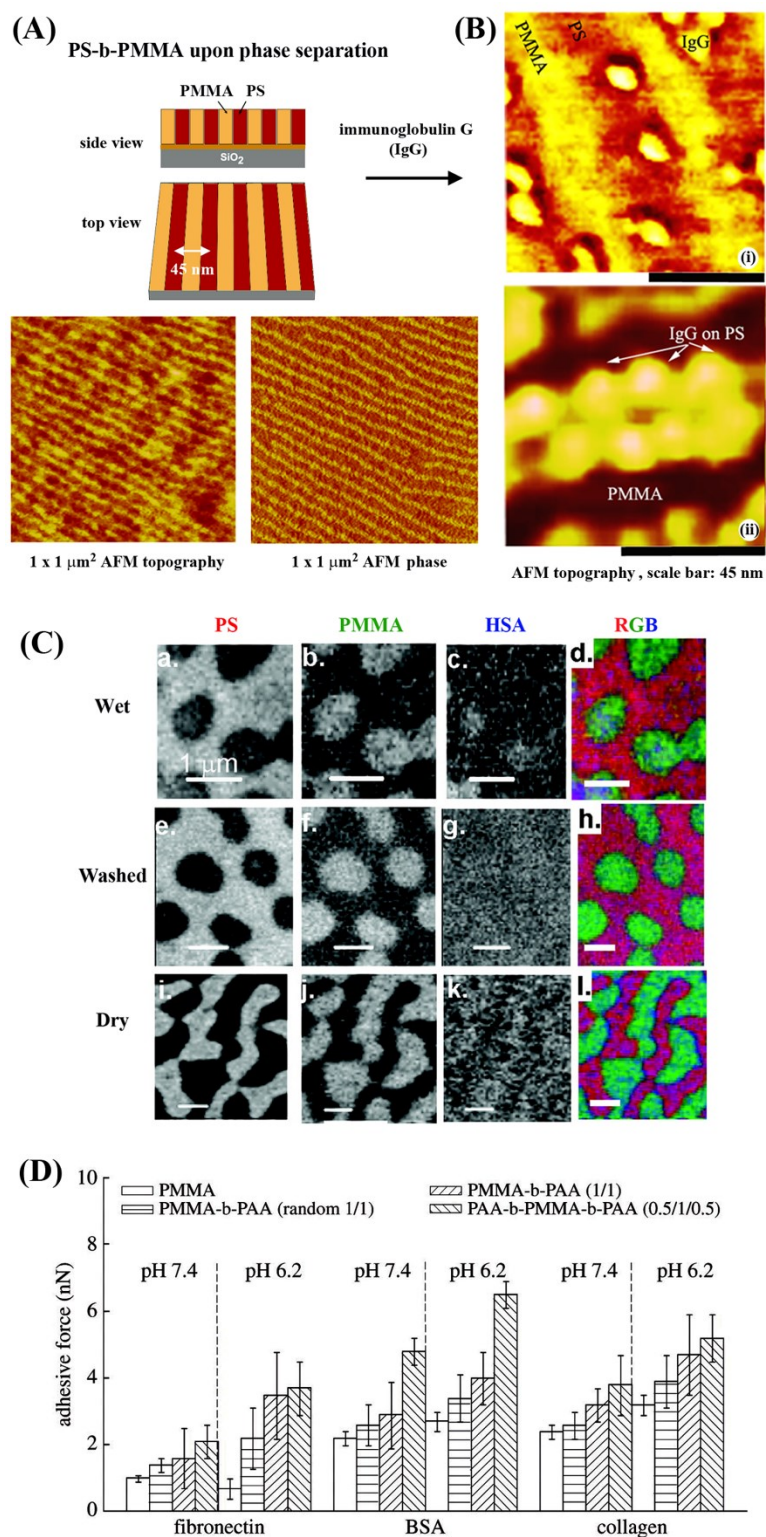 (A)
PS-b-PMMA upon phase separation
PMMA PS
side view
SiO2
top view
45 nm
immunoglobulin G
(IgG)
1 x 1 μm² AFM topography
1 x 1 μm² AFM phase
(B)
PMMA
PS
IgG
(i)
IgG on PS
PMMA
(ii)
AFM topography , scale bar: 45 nm
(C)
PS PMMA HSA RGB
Wet
a. b. c. d.
1 μm
Washed
e. f. g. h.
Dry
i. j. k. l.
(D)
PMMA
PMMA-b-PAA (random 1/1)
PMMA-b-PAA (1/1)
PAA-b-PMMA-b-PAA (0.5/1/0.5)
adhesive force (nN)
10
8
6
4
2
0
pH 7.4 pH 6.2 pH 7.4 pH 6.2 pH 7.4 pH 6.2
fibronectin BSA collagen